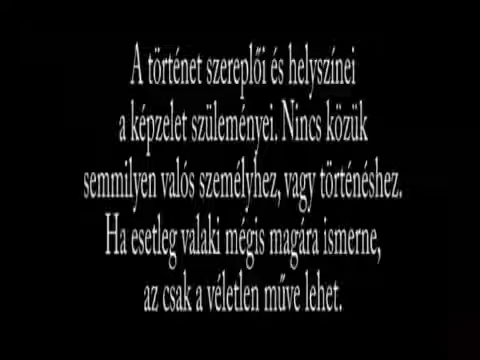 A történet szereplői és helyszínei
a képzelet szüleményei. Nincs közük
semmilyen valós személyhez, vagy történéshez.
Ha esetleg valaki mégis magára ismerne,
az csak a véletlen műve lehet.